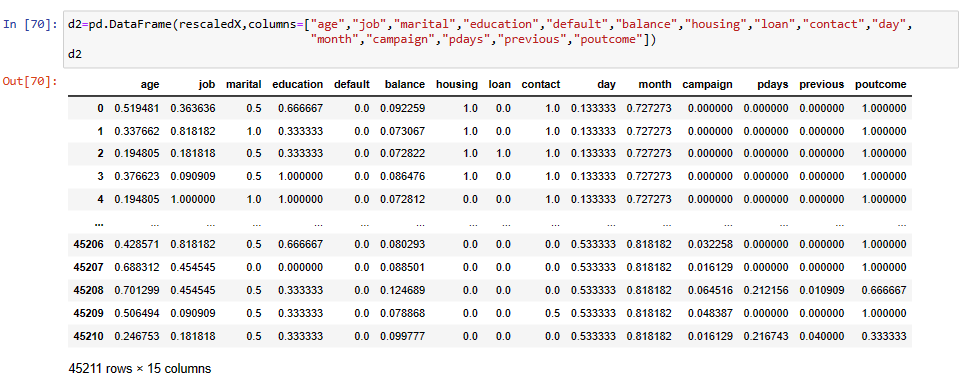 In [70]: d2=pd.DataFrame(rescaledX,columns=["age","job","marital","education","default","balance","housing","loan","contact","day",
"month","campaign","pdays","previous","poutcome"])
d2
Out[70]:
age job marital education default balance housing loan contact day month campaign pdays previous poutcome
0 0.519481 0.363636 0.5 0.666667 0.0 0.092259 1.0 0.0 1.0 0.133333 0.727273 0.000000 0.000000 0.000000 1.000000
1 0.337662 0.818182 1.0 0.333333 0.0 0.073067 1.0 0.0 1.0 0.133333 0.727273 0.000000 0.000000 0.000000 1.000000
2 0.194805 0.181818 0.5 0.333333 0.0 0.072822 1.0 1.0 1.0 0.133333 0.727273 0.000000 0.000000 0.000000 1.000000
3 0.376623 0.090909 0.5 1.000000 0.0 0.086476 1.0 0.0 1.0 0.133333 0.727273 0.000000 0.000000 0.000000 1.000000
4 0.194805 1.000000 1.0 1.000000 0.0 0.072812 0.0 0.0 1.0 0.133333 0.727273 0.000000 0.000000 0.000000 1.000000
... ... ... ... ... ... ... ... ... ... ... ... ... ... ... ...
45206 0.428571 0.818182 0.5 0.666667 0.0 0.080293 0.0 0.0 0.0 0.533333 0.818182 0.032258 0.000000 0.000000 1.000000
45207 0.688312 0.454545 0.0 0.000000 0.0 0.088501 0.0 0.0 0.0 0.533333 0.818182 0.016129 0.000000 0.000000 1.000000
45208 0.701299 0.454545 0.5 0.333333 0.0 0.124689 0.0 0.0 0.0 0.533333 0.818182 0.064516 0.212156 0.010909 0.666667
45209 0.506494 0.090909 0.5 0.333333 0.0 0.078868 0.0 0.0 0.5 0.533333 0.818182 0.048387 0.000000 0.000000 1.000000
45210 0.246753 0.181818 0.5 0.333333 0.0 0.099777 0.0 0.0 0.0 0.533333 0.818182 0.016129 0.216743 0.040000 0.333333
45211 rows × 15 columns